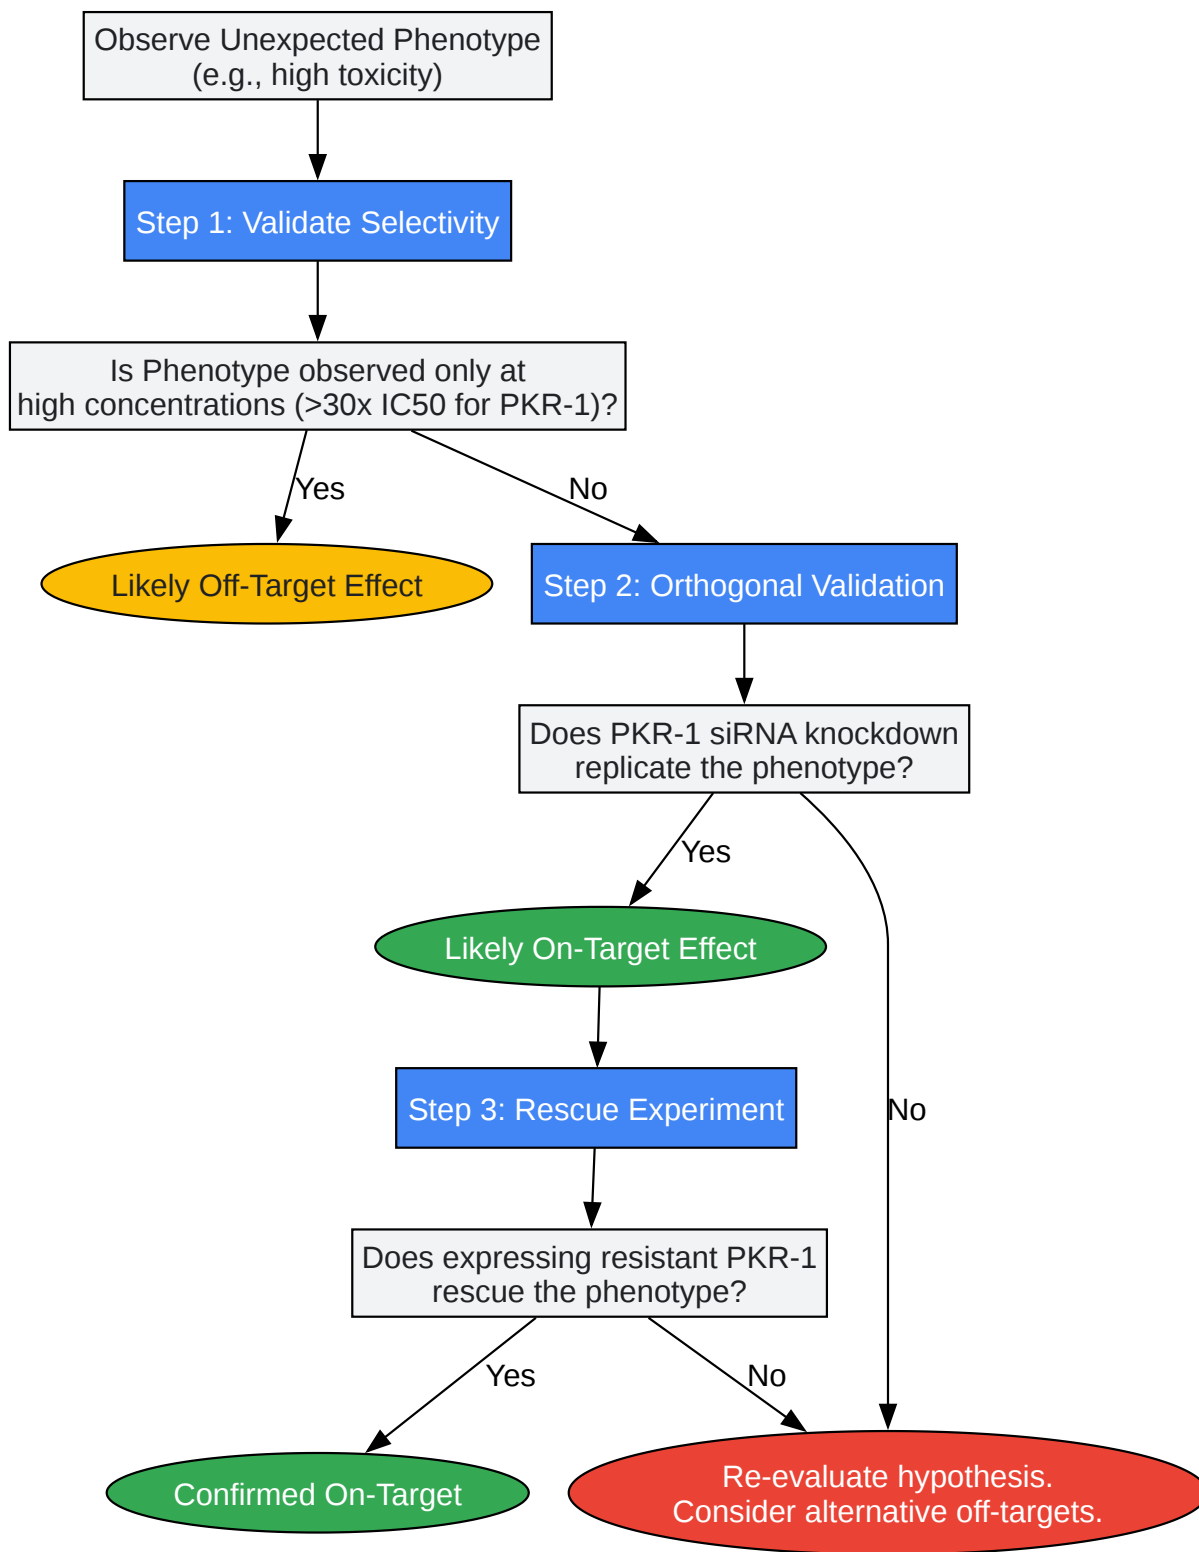 Observe Unexpected Phenotype
(e.g., high toxicity)
Step 1: Validate Selectivity
Is Phenotype observed only at
high concentrations (>30x IC50 for PKR-1)?
Yes
No
Likely Off-Target Effect
Step 2: Orthogonal Validation
Does PKR-1 siRNA knockdown
replicate the phenotype?
Yes
Likely On-Target Effect
Step 3: Rescue Experiment
No
Does expressing resistant PKR-1
rescue the phenotype?
Yes
No
Confirmed On-Target
Re-evaluate hypothesis.
Consider alternative off-targets.